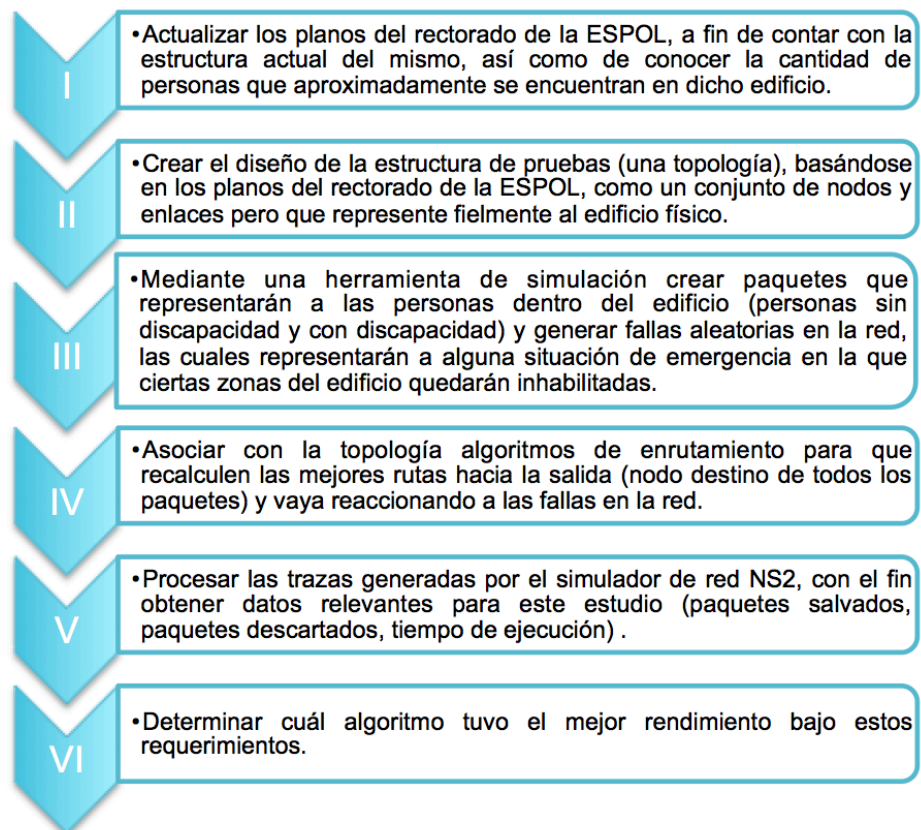 I
•Actualizar los planos del rectorado de la ESPOL, a fin de contar con la
estructura actual del mismo, así como de conocer la cantidad de
personas que aproximadamente se encuentran en dicho edificio.
II
•Crear el diseño de la estructura de pruebas (una topología), basándose
en los planos del rectorado de la ESPOL, como un conjunto de nodos y
enlaces pero que represente fielmente al edificio físico.
III
•Mediante una herramienta de simulación crear paquetes que
representarán a las personas dentro del edificio (personas sin
discapacidad y con discapacidad) y generar fallas aleatorias en la red,
las cuales representarán a alguna situación de emergencia en la que
ciertas zonas del edificio quedarán inhabilitadas.
IV
•Asociar con la topología algoritmos de enrutamiento para que
recalculen las mejores rutas hacia la salida (nodo destino de todos los
paquetes) y vaya reaccionando a las fallas en la red.
V
•Procesar las trazas generadas por el simulador de red NS2, con el fin
obtener datos relevantes para este estudio (paquetes salvados,
paquetes descartados, tiempo de ejecución) .
VI
•Determinar cuál algoritmo tuvo el mejor rendimiento bajo estos
requerimientos.